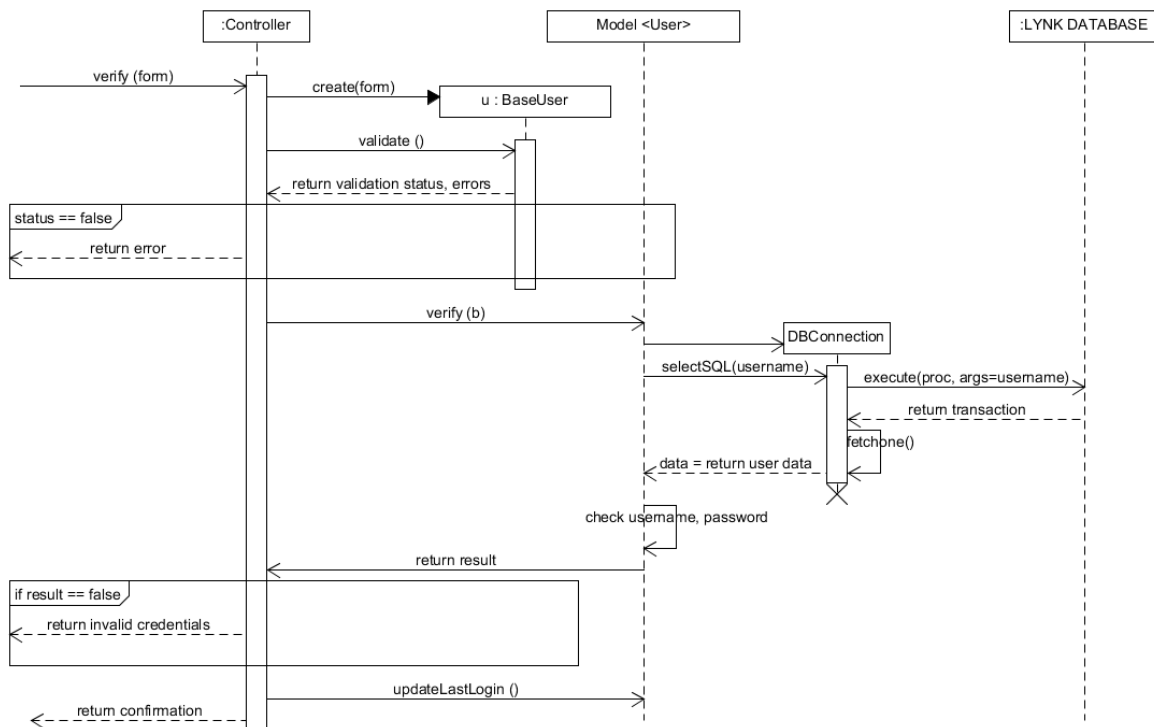 :Controller
Model <User>
:LYNK DATABASE
verify (form)
create(form)
u : BaseUser
validate ()
return validation status, errors
status == false
return error
verify (b)
DBConnection
selectSQL(username)
execute(proc, args=username)
return transaction
fetchone()
data = return user data
check username, password
return result
if result == false
return invalid credentials
updateLastLogin ()
return confirmation